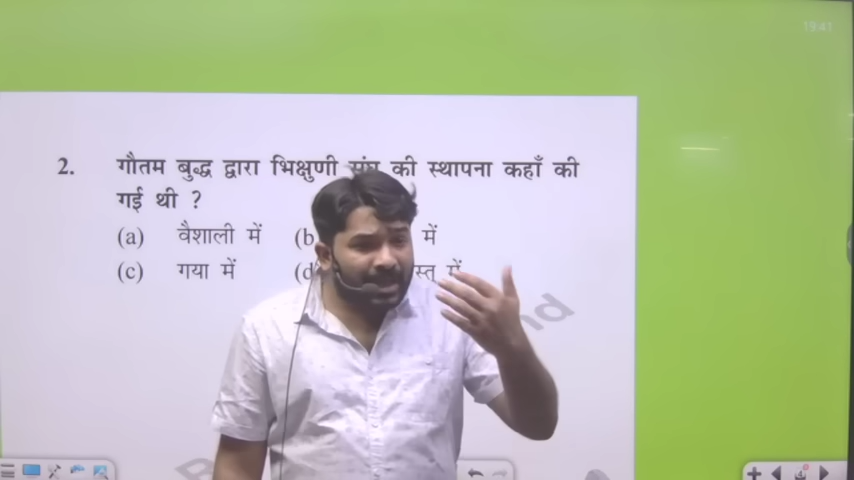 19:41
2. गौतम बुद्ध द्वारा भिक्षुणी संघ की स्थापना कहाँ की
गई थी ?
(a) वैशाली में (b में
(c) गया में (d में